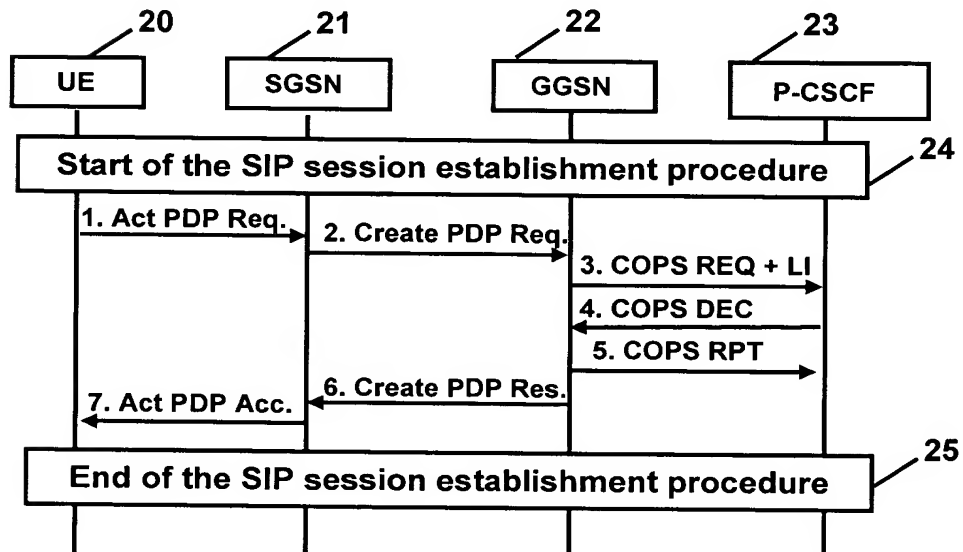 20
21
22
23
UE
SGSN
GGSN
P-CSCF
Start of the SIP session establishment procedure
24
1. Act PDP Req.
2. Create PDP Req.
3. COPS REQ + LI
4. COPS DEC
5. COPS RPT
6. Create PDP Res.
7. Act PDP Acc.
End of the SIP session establishment procedure
25